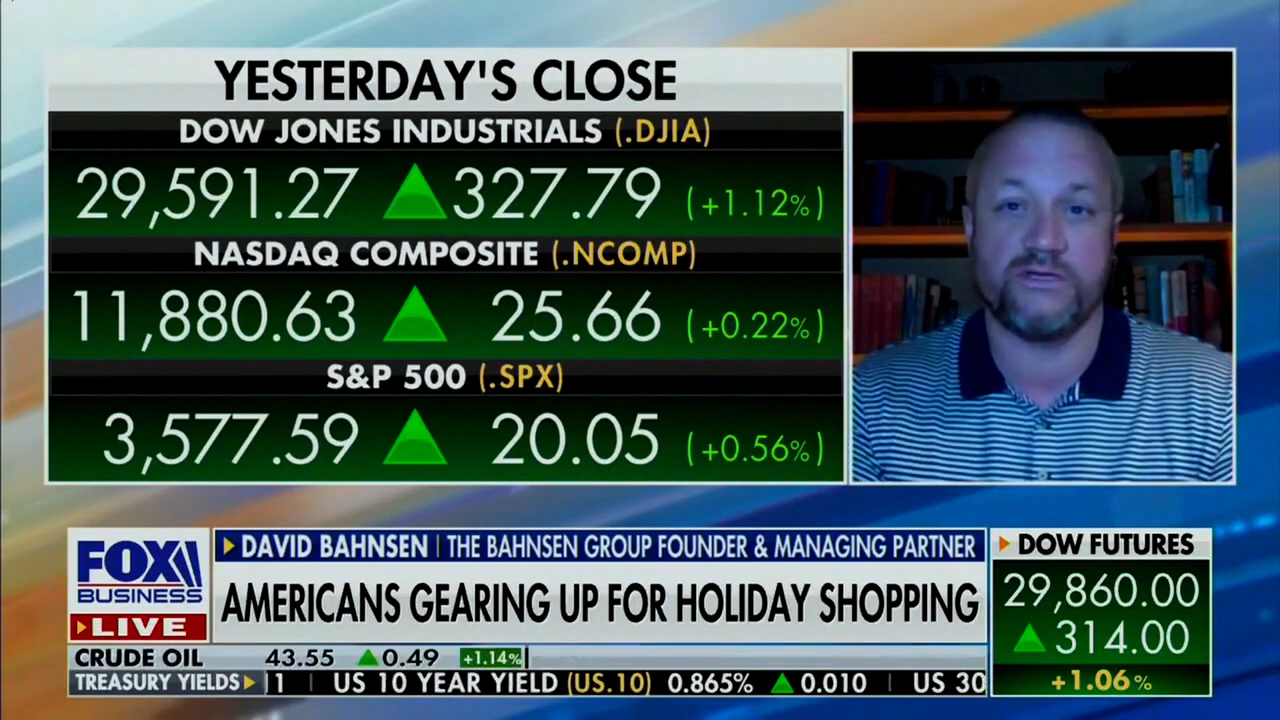 YESTERDAY'S CLOSE
DOW JONES INDUSTRIALS (.DJIA)
29,591.27 ▲ 327.79 (+1.12%)
NASDAQ COMPOSITE (.NCOMP)
11,880.63 ▲ 25.66 (+0.22%)
S&P 500 (.SPX)
3,577.59 ▲ 20.05 (+0.56%)
FOX
BUSINESS
LIVE
DAVID BAHNSEN | THE BAHNSEN GROUP FOUNDER & MANAGING PARTNER
AMERICANS GEARING UP FOR HOLIDAY SHOPPING
DOW FUTURES
29,860.00
▲ 314.00
+1.06%
CRUDE OIL 43.55 ▲ 0.49 +1.14%
TREASURY YIELDS 1 | US 10 YEAR YIELD (US.10) 0.865% ▲ 0.010 | US 30